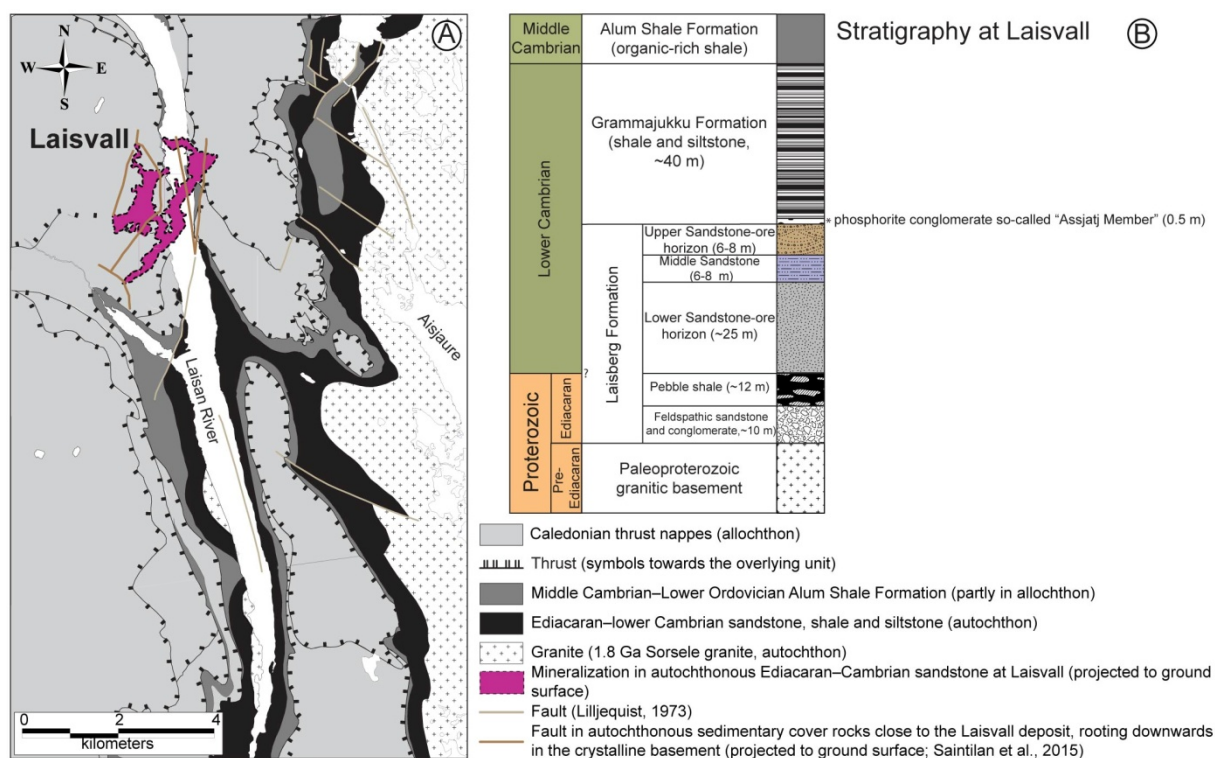 A
N
W E
S
Laisvall
Laisan River
Aisjaure
0 2 4
kilometers
Stratigraphy at Laisvall
B
Middle
Cambrian
Alum Shale Formation
(organic-rich shale)
Lower Cambrian
Grammajukku Formation
(shale and siltstone,
~40 m)
* phosphorite conglomerate so-called “Assjatj Member” (0.5 m)
Laisberg Formation
Upper Sandstone-ore
horizon (6-8 m)
Middle Sandstone
(6-8 m)
Lower Sandstone-ore
horizon (~25 m)
?
Proterozoic
Ediacaran
Pebble shale (~12 m)
Feldspathic sandstone
and conglomerate,~10 m)
Pre-
Ediacaran
Paleoproterozoic
granitic basement
Caledonian thrust nappes (allochthon)
Thrust (symbols towards the overlying unit)
Middle Cambrian–Lower Ordovician Alum Shale Formation (partly in allochthon)
Ediacaran–lower Cambrian sandstone, shale and siltstone (autochthon)
Granite (1.8 Ga Sorsele granite, autochthon)
Mineralization in autochthonous Ediacaran–Cambrian sandstone at Laisvall (projected to ground
surface)
Fault (Lilljequist, 1973)
Fault in autochthonous sedimentary cover rocks close to the Laisvall deposit, rooting downwards
in the crystalline basement (projected to ground surface; Saintilan et al., 2015)